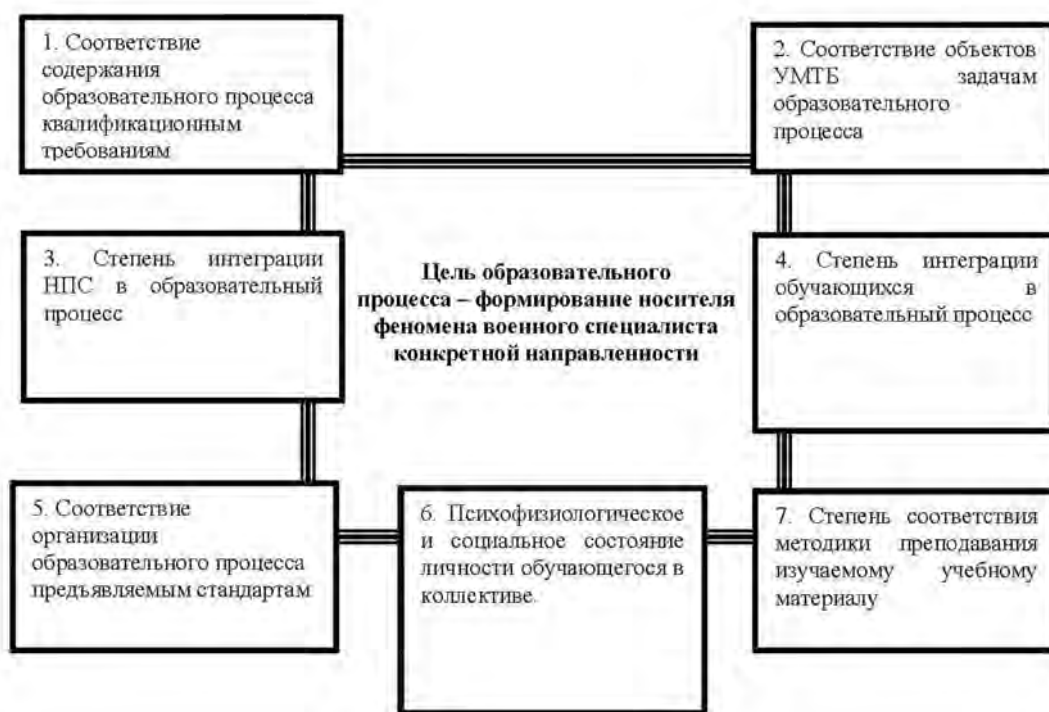 1. Соответствие
содержания
образовательного процесса
квалификационным
требованиям
2. Соответствие объектов
УМТБ задачам
образовательного
процесса
3. Степень интеграции
НПС в образовательный
процесс
Цель образовательного
процесса – формирование носителя
феномена военного специалиста
конкретной направленности
4. Степень интеграции
обучающихся в
образовательный процесс
5. Соответствие
организации
образовательного процесса
предъявляемым стандартам
6. Психофизиологическое
и социальное состояние
личности обучающегося в
коллективе.
7. Степень соответствия
методики преподавания
изучаемому учебному
материалу